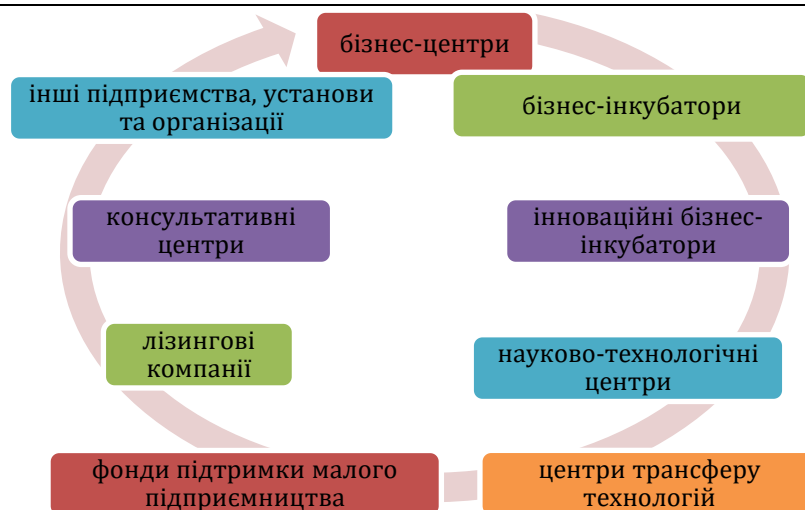 бізнес-центри
бізнес-інкубатори
інноваційні бізнес-
інкубатори
науково-технологічні
центри
центри трансферу
технологій
фонди підтримки малого
підприємництва
лізингові
компанії
консультативні
центри
інші підприємства, установи
та організації